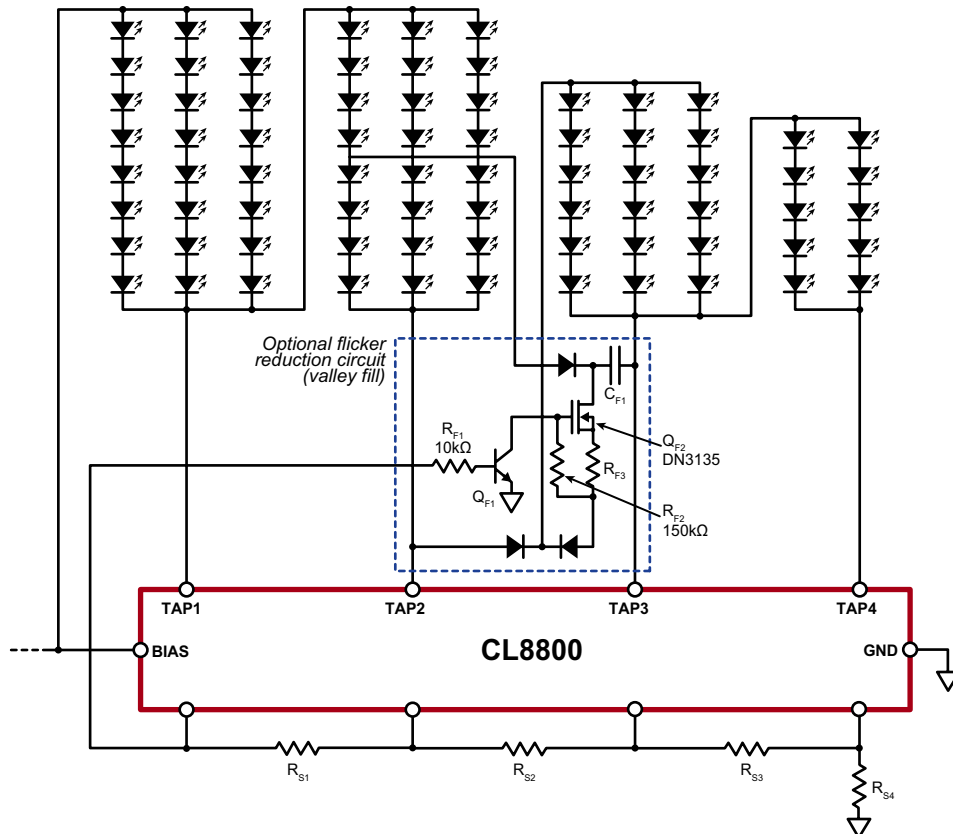 Optional flicker
reduction circuit
(valley fill)
CF1
RF1
10kΩ
QF2
DN3135
RF3
QF1
RF2
150kΩ
TAP1
TAP2
TAP3
TAP4
BIAS
CL8800
GND
RS1
RS2
RS3
RS4